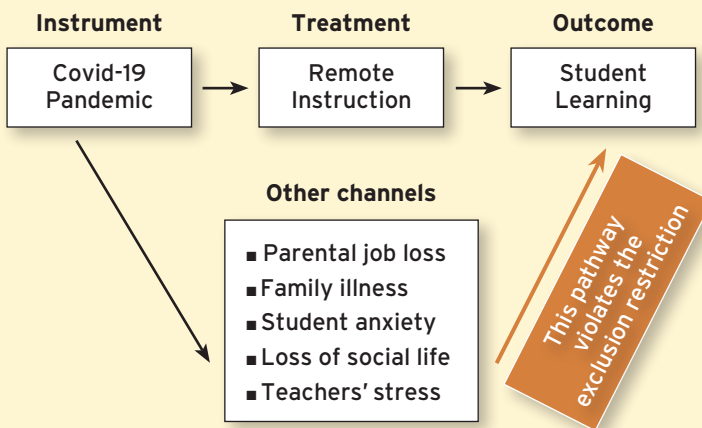 Instrument
Treatment
Outcome
Covid-19
Pandemic
Remote
Instruction
Student
Learning
Other channels
■ Parental job loss
■ Family illness
■ Student anxiety
■ Loss of social life
■ Teachers’ stress
This pathway
violates the
exclusion restriction